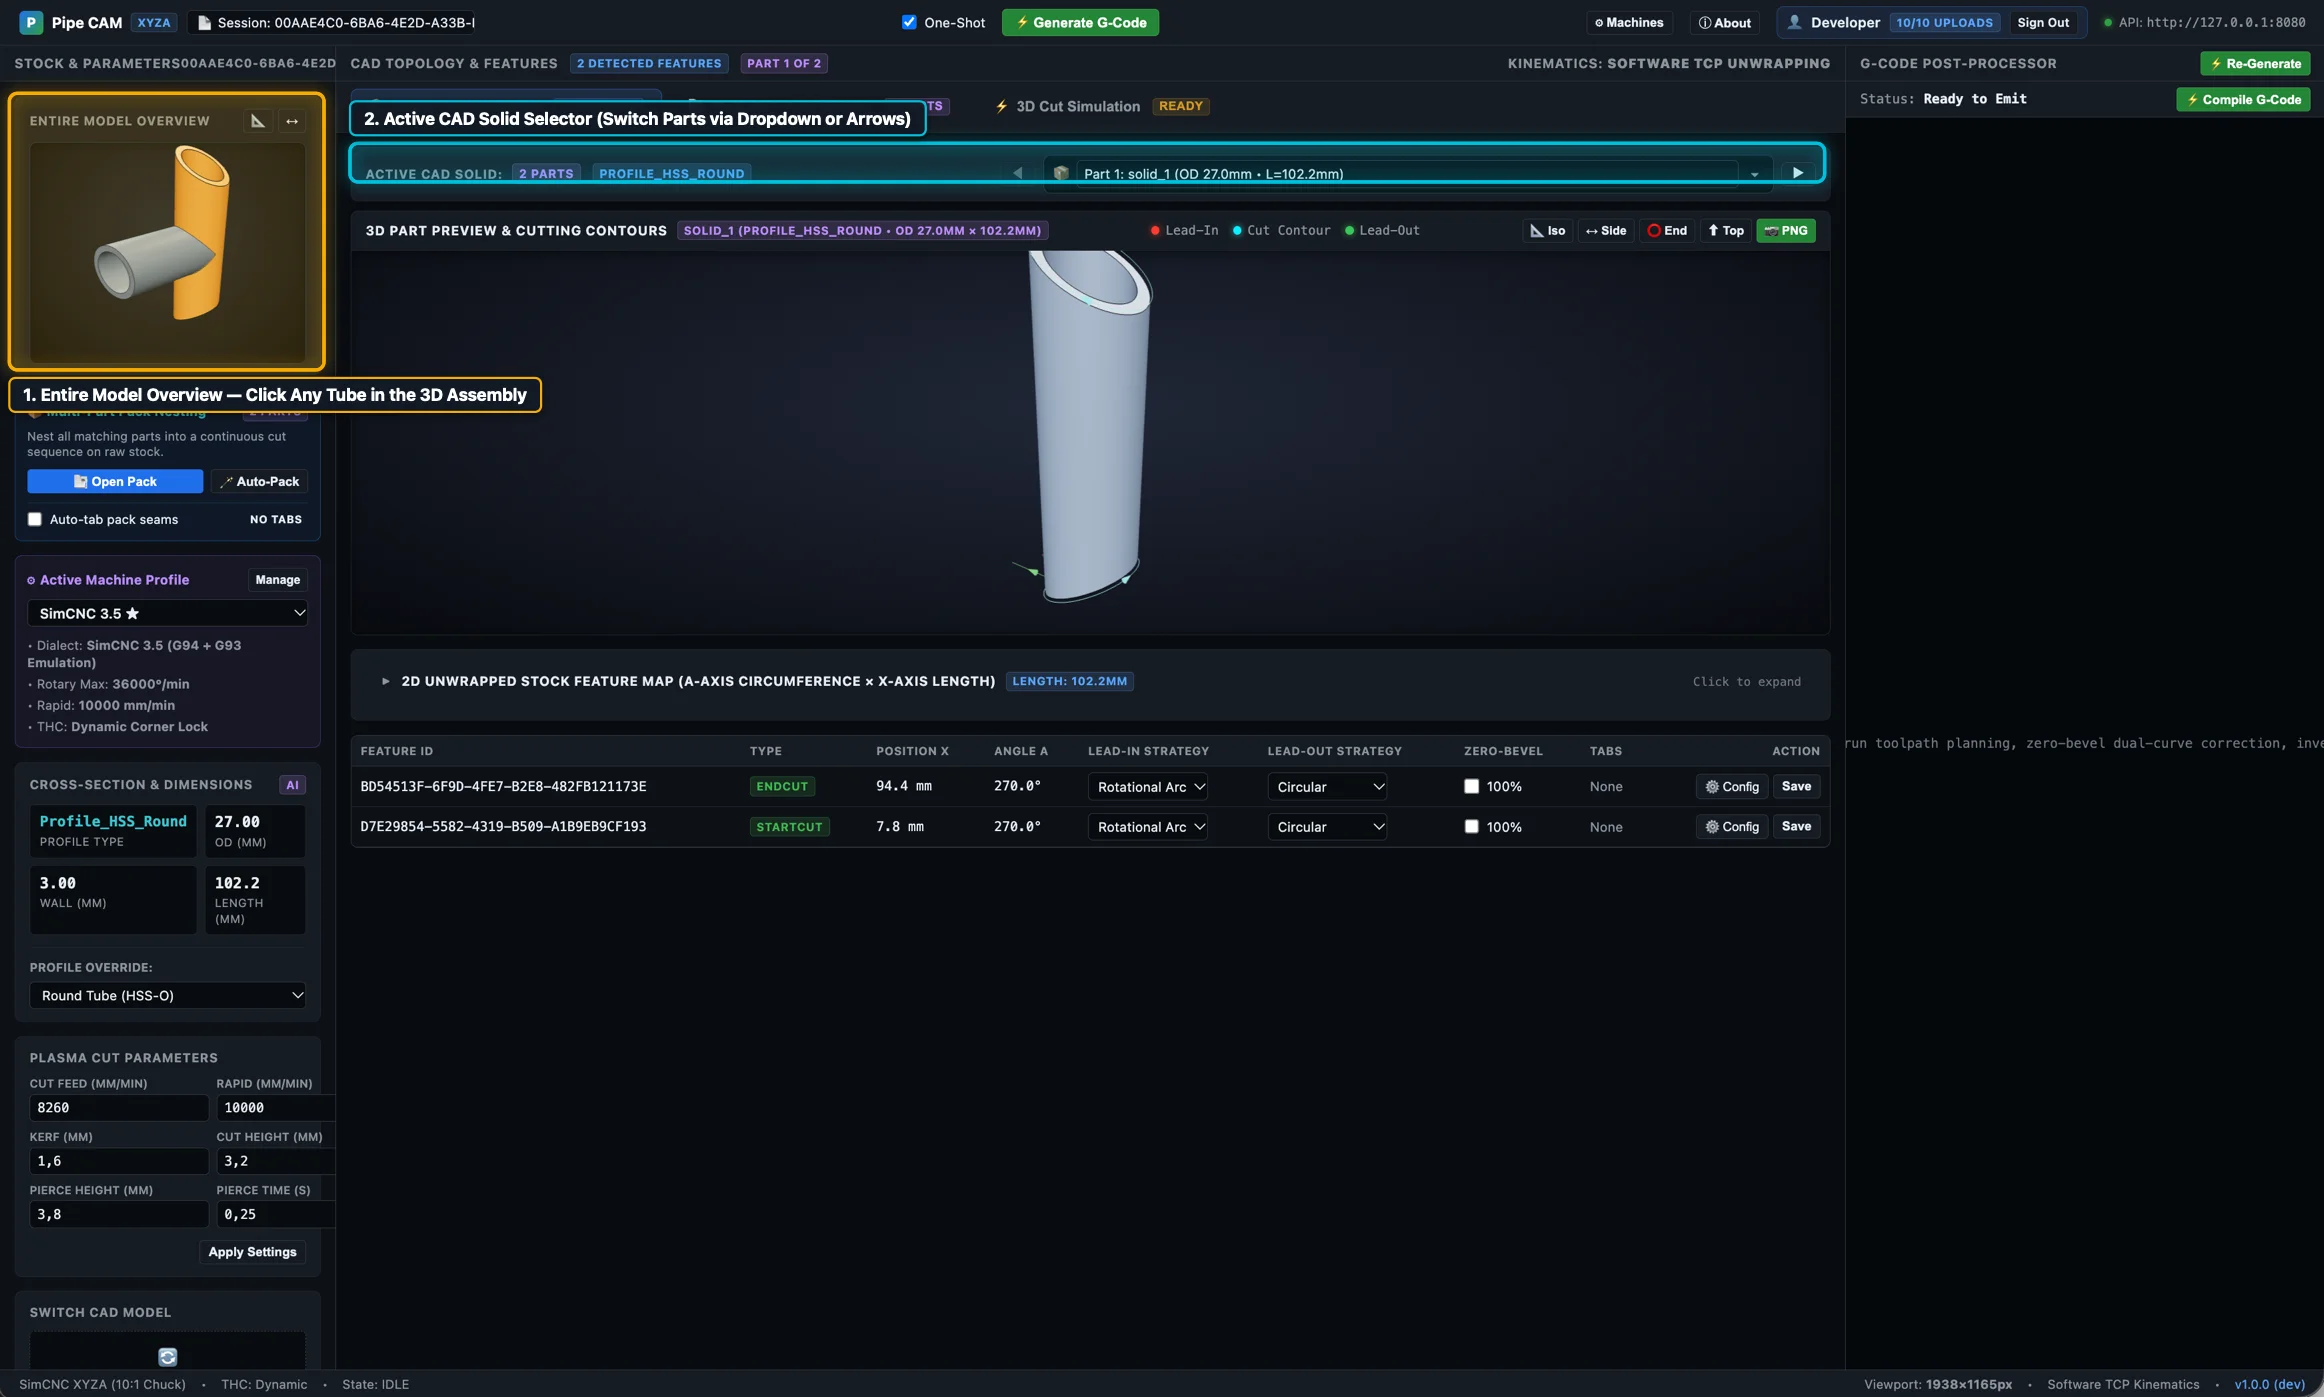 P Pipe CAM XYZA Session: 00AAE4C0-6BA6-4E2D-A33B-
One-Shot Generate G-Code
Machines About Developer 10/10 UPLOADS Sign Out API: http://127.0.0.1:8080
STOCK & PARAMETERS00AAE4C0-6BA6-4E2D
CAD TOPOLOGY & FEATURES 2 DETECTED FEATURES PART 1 OF 2 KINEMATICS: SOFTWARE TCP UNWRAPPING
G-CODE POST-PROCESSOR Re-Generate
Status: Ready to Emit Compile G-Code
ENTIRE MODEL OVERVIEW
1. Entire Model Overview — Click Any Tube in the 3D Assembly
Nest all matching parts into a continuous cut
sequence on raw stock.
Open Pack Auto-Pack
Auto-tab pack seams NO TABS
Active Machine Profile Manage
SimCNC 3.5 ★
• Dialect: SimCNC 3.5 (G94 + G93
Emulation)
• Rotary Max: 36000°/min
• Rapid: 10000 mm/min
• THC: Dynamic Corner Lock
CROSS-SECTION & DIMENSIONS AI
Profile_HSS_Round 27.00
PROFILE TYPE OD (MM)
3.00 102.2
WALL (MM) LENGTH
(MM)
PROFILE OVERRIDE:
Round Tube (HSS-O)
PLASMA CUT PARAMETERS
CUT FEED (MM/MIN) RAPID (MM/MIN)
8260 10000
KERF (MM) CUT HEIGHT (MM)
1,6 3,2
PIERCE HEIGHT (MM) PIERCE TIME (S)
3,8 0,25
Apply Settings
SWITCH CAD MODEL
TS 3D Cut Simulation READY
2. Active CAD Solid Selector (Switch Parts via Dropdown or Arrows)
ACTIVE CAD SOLID: 2 PARTS PROFILE_HSS_ROUND Part 1: solid_1 (OD 27.0mm • L=102.2mm)
3D PART PREVIEW & CUTTING CONTOURS SOLID_1 (PROFILE_HSS_ROUND • OD 27.0MM × 102.2MM) Lead-In Cut Contour Lead-Out Iso Side End Top PNG
2D UNWRAPPED STOCK FEATURE MAP (A-AXIS CIRCUMFERENCE × X-AXIS LENGTH) LENGTH: 102.2MM Click to expand
FEATURE ID TYPE POSITION X ANGLE A LEAD-IN STRATEGY LEAD-OUT STRATEGY ZERO-BEVEL TABS ACTION
BD54513F-6F9D-4FE7-B2E8-482FB121173E ENDCUT 94.4 mm 270.0° Rotational Arc Circular 100% None Config Save
D7E29854-5582-4319-B509-A1B9EB9CF193 STARTCUT 7.8 mm 270.0° Rotational Arc Circular 100% None Config Save
run toolpath planning, zero-bevel dual-curve correction, inve
SimCNC XYZA (10:1 Chuck) • THC: Dynamic • State: IDLE
Viewport: 1938×1165px • Software TCP Kinematics • v1.0.0 (dev)